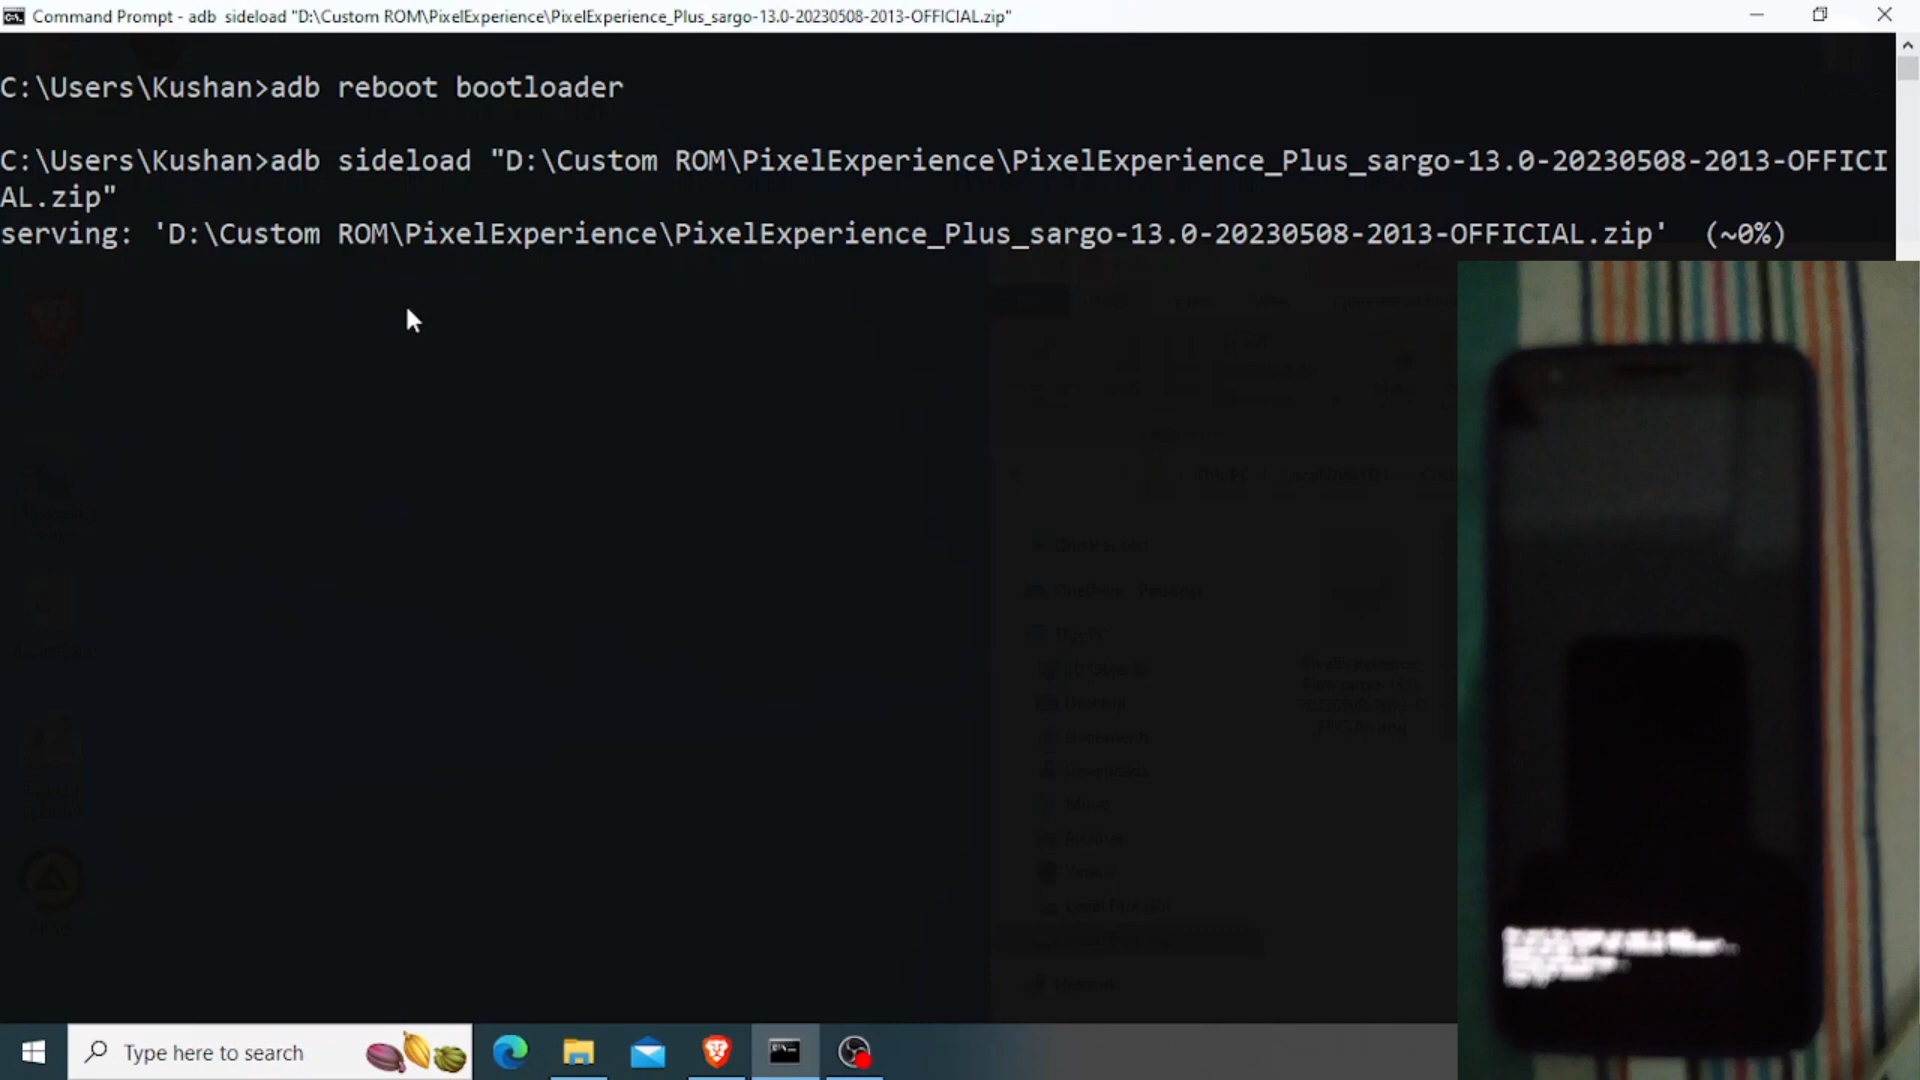 Command Prompt - adb  sideload "D:\Custom ROM\PixelExperience\PixelExperience_Plus_sargo-13.0-20230508-2013-OFFICIAL.zip"
C:\Users\Kushan>adb reboot bootloader
C:\Users\Kushan>adb sideload "D:\Custom ROM\PixelExperience\PixelExperience_Plus_sargo-13.0-20230508-2013-OFFICI
AL.zip"
serving: 'D:\Custom ROM\PixelExperience\PixelExperience_Plus_sargo-13.0-20230508-2013-OFFICIAL.zip'  (~0%)
Type here to search